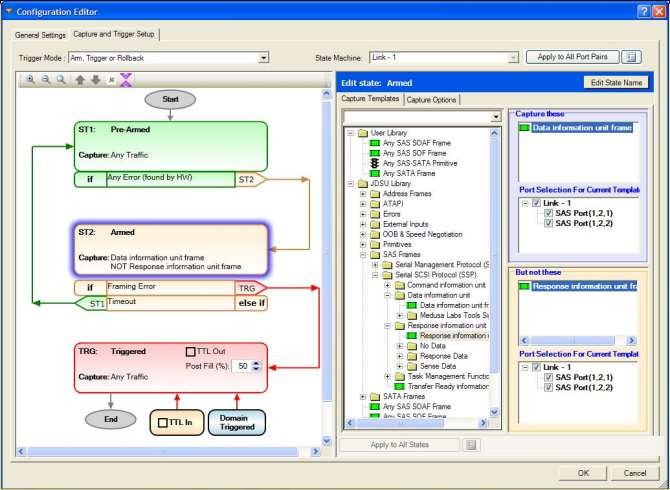 Configuration Editor
General Settings
Capture and Trigger Setup
Trigger Mode :
Arm, Trigger or Rollback
State Machine:
Link - 1
Apply to All Port Pairs
Start
ST1: Pre-Armed
Capture: Any Traffic
if Any Error (found by HW) ST2
ST2: Armed
Capture: Data information unit frame
NOT Response information unit frame
if Framing Error TRG
ST1 Timeout else if
TRG: Triggered
TTL Out
Post Fill (%): 50
Capture: Any Traffic
End
TTL In
Domain
Triggered
Edit state: Armed
Edit State Name
Capture Templates
Capture Options
User Library
Any SAS SOAF Frame
Any SAS SOF Frame
Any SAS-SATA Primitive
Any SATA Frame
JDSU Library
Address Frames
ATAPI
Errors
External Inputs
OOB & Speed Negotiation
Primitives
SAS Frames
Serial Management Protocol (S
Serial SCSI Protocol (SSP)
Command information unit
Data information unit
Data information unit fr
Medusa Labs Tools Si
Response information unit
Response information u
No Data
Response Data
Sense Data
Task Management Functio
Transfer Ready information
SATA Frames
Any SAS SOAF Frame
Any SAS SOF Frame
Apply to All States
Capture these
Data information unit frame
Port Selection For Current Template
Link - 1
SAS Port(1,2,1)
SAS Port(1,2,2)
But not these
Response information unit fra
Port Selection For Current Template
Link - 1
SAS Port(1,2,1)
SAS Port(1,2,2)
OK
Cancel